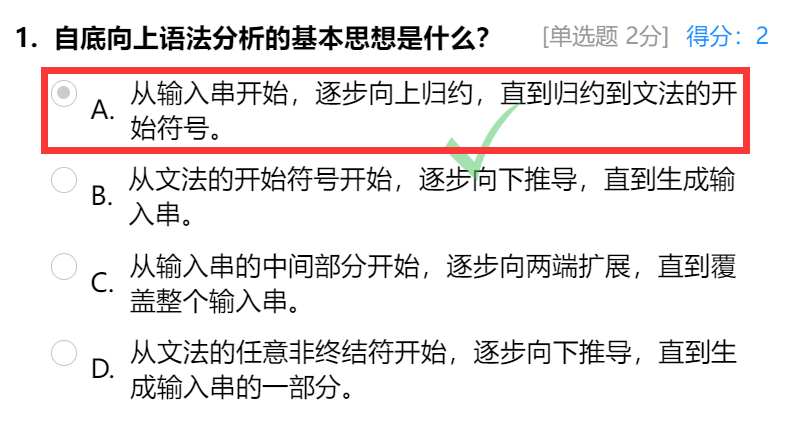 1. 自底向上语法分析的基本思想是什么? [单选题 2分] 得分：2
A. 从输入串开始，逐步向上归约，直到归约到文法的开
始符号。
B. 从文法的开始符号开始，逐步向下推导，直到生成输
入串。
C. 从输入串的中间部分开始，逐步向两端扩展，直到覆
盖整个输入串。
D. 从文法的任意非终结符开始，逐步向下推导，直到生
成输入串的一部分。